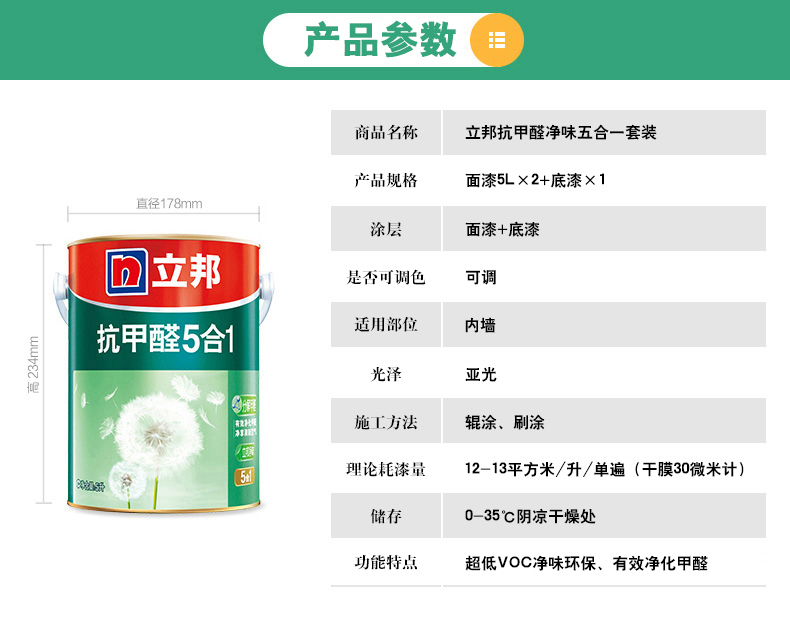 产品参数
商品名称 立邦抗甲醛净味五合一套装
产品规格 面漆5L×2+底漆×1
涂层 面漆+底漆
是否可调色 可调
适用部位 内墙
光泽 亚光
施工方法 辊涂、刷涂
理论耗漆量 12-13平方米/升/单遍（干膜30微米计）
储存 0-35℃阴凉干燥处
功能特点 超低VOC净味环保、有效净化甲醛
直径178mm
高 234mm
n 立邦
抗甲醛5合1
5合1